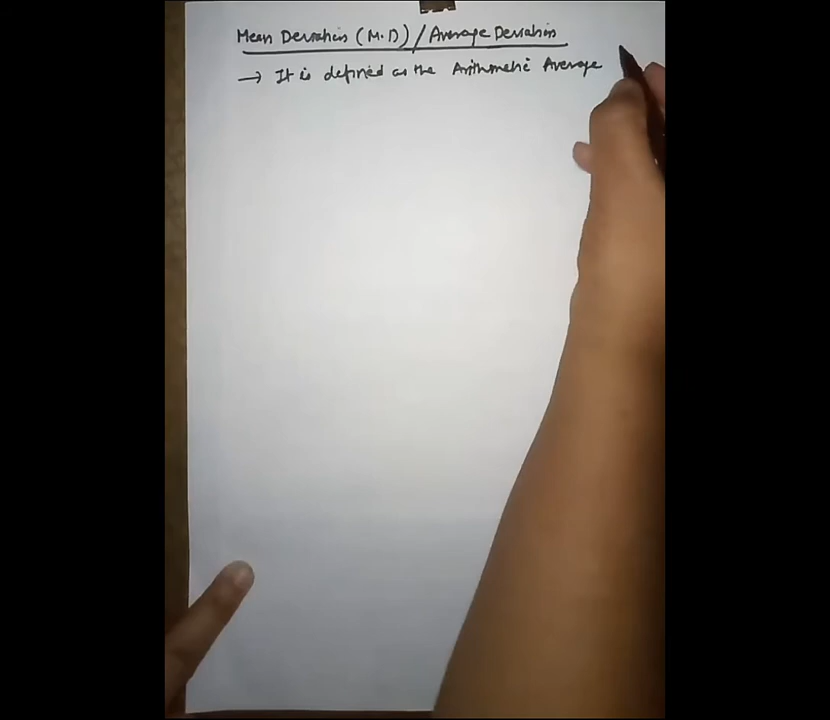 Mean Deviation (M.D) / Average Deviation
→ It is defined as the Arithmetic Average